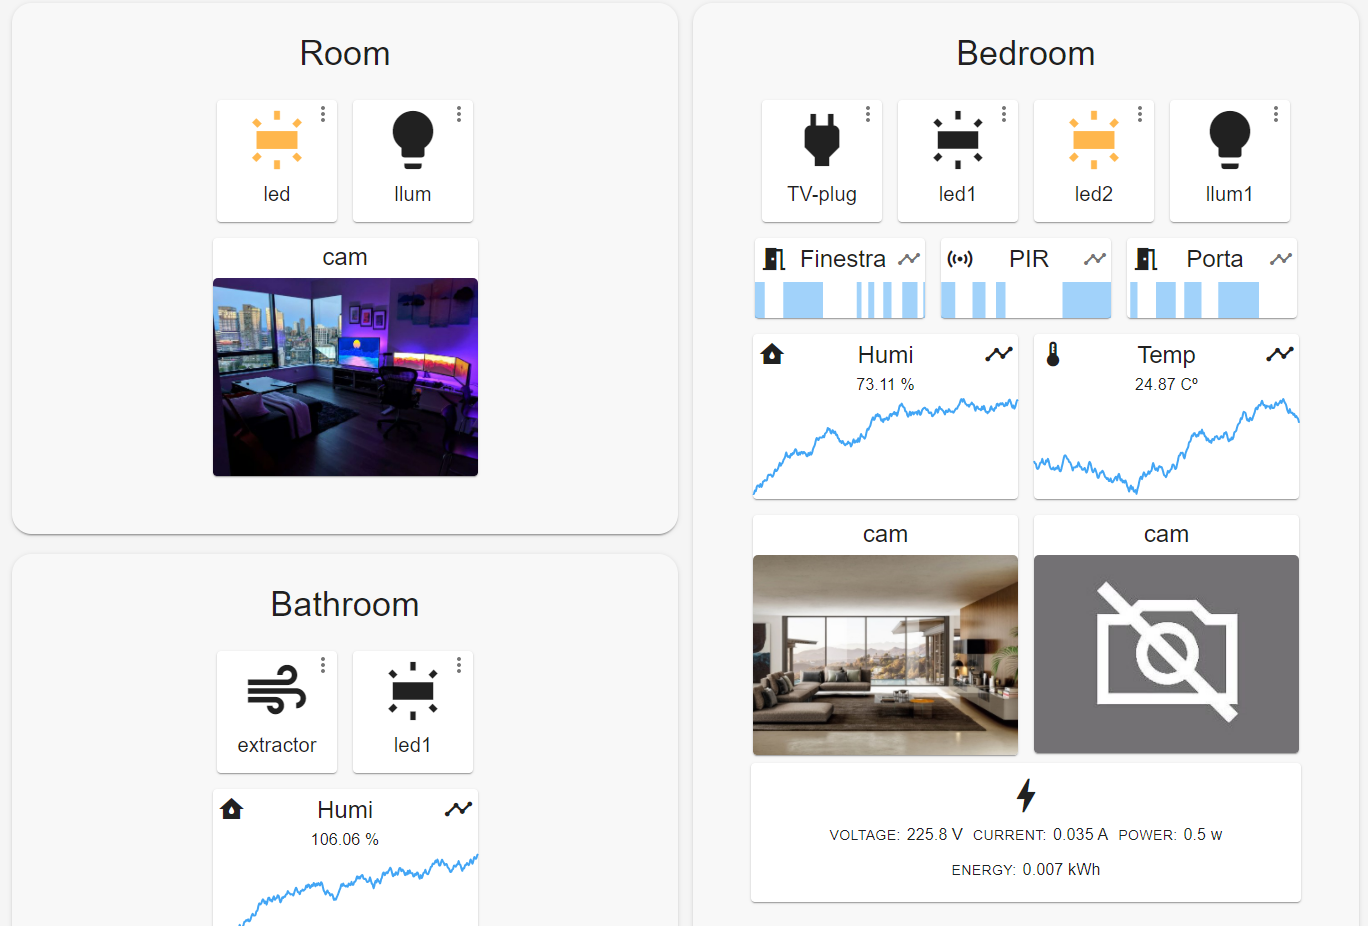 Room
led
llum
cam
Bathroom
extractor
led1
Humi
106.06 %
Bedroom
TV-plug
led1
led2
llum1
Finestra
PIR
Porta
Humi
73.11 %
Temp
24.87 Cº
cam
cam
VOLTAGE: 225.8 V CURRENT: 0.035 A POWER: 0.5 w
ENERGY: 0.007 kWh